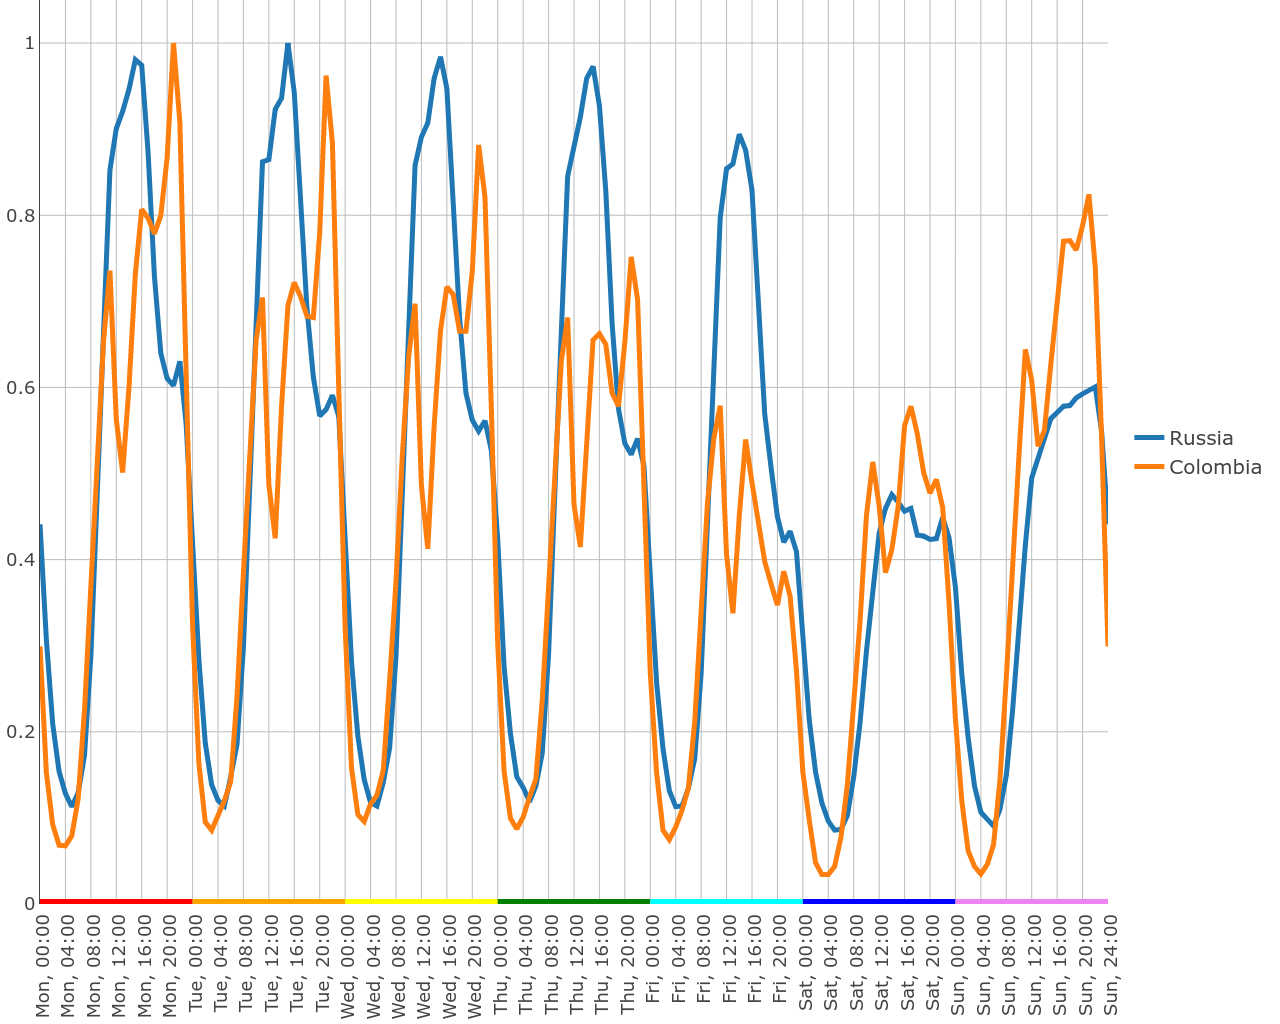 1
0.8
0.6
0.4
0.2
0
Mon, 00:00
Mon, 04:00
Mon, 08:00
Mon, 12:00
Mon, 16:00
Mon, 20:00
Tue, 00:00
Tue, 04:00
Tue, 08:00
Tue, 12:00
Tue, 16:00
Tue, 20:00
Wed, 00:00
Wed, 04:00
Wed, 08:00
Wed, 12:00
Wed, 16:00
Wed, 20:00
Thu, 00:00
Thu, 04:00
Thu, 08:00
Thu, 12:00
Thu, 16:00
Thu, 20:00
Fri, 00:00
Fri, 04:00
Fri, 08:00
Fri, 12:00
Fri, 16:00
Fri, 20:00
Sat, 00:00
Sat, 04:00
Sat, 08:00
Sat, 12:00
Sat, 16:00
Sat, 20:00
Sun, 00:00
Sun, 04:00
Sun, 08:00
Sun, 12:00
Sun, 16:00
Sun, 20:00
Sun, 24:00
Russia
Colombia